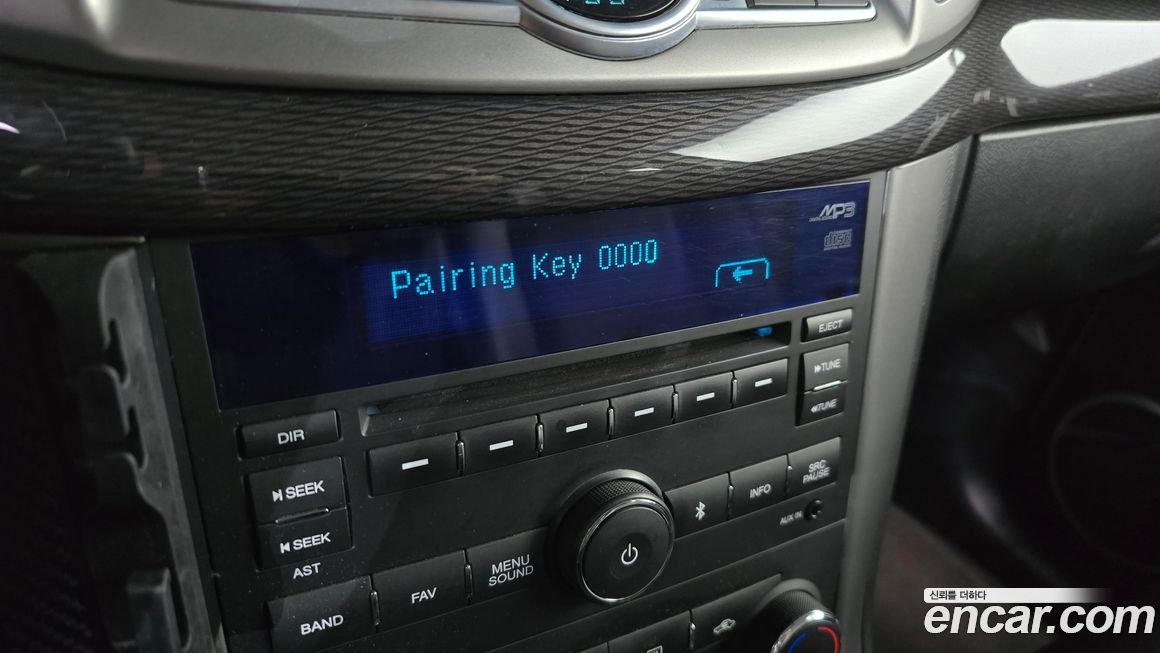 MP3
Pairing Key 0000
EJECT
TUNE
TUNE
DIR
SEEK
SEEK
AST
SRC
PAUSE
INFO
AUX IN
MENU
SOUND
FAV
BAND
신뢰를 더하다
encar.com